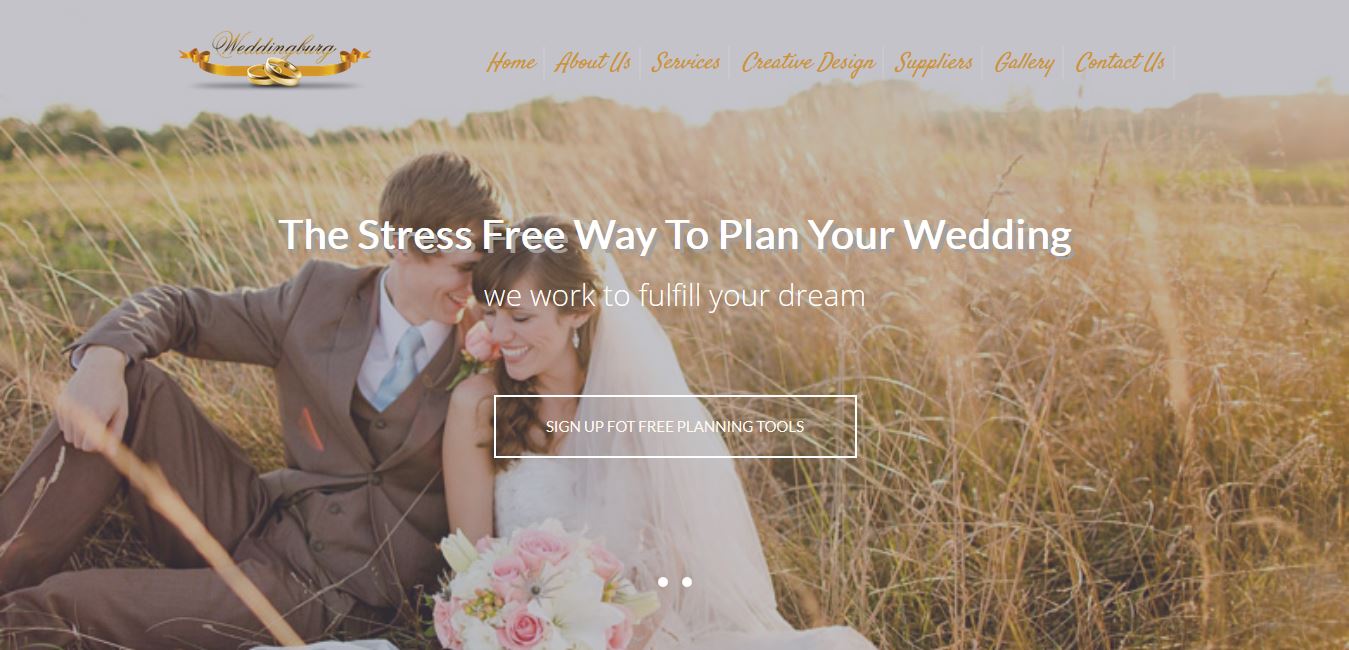 Weddingburg
Home About Us Services Creative Design Suppliers Gallery Contact Us
The Stress Free Way To Plan Your Wedding
we work to fulfill your dream
SIGN UP FOT FREE PLANNING TOOLS